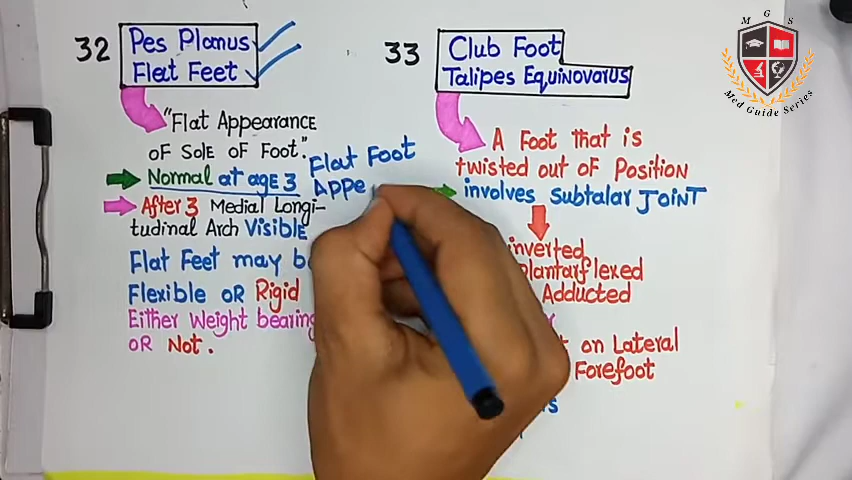 32 Pes Planus
Flat Feet
"Flat Appearance
of Sole of Foot."
Normal at age 3
After 3 Medial Longi-
tudinal Arch Visible
Flat Feet may b
Flexible OR Rigid
Either Weight bearing
OR Not.
Flat Foot
Appe
33 Club Foot
Talipes Equinovarus
A Foot that is
twisted out of Position
involves Subtalar Joint
inverted
plantarflexed
Adducted
on Lateral
Forefoot
M G S
Med Guide Series